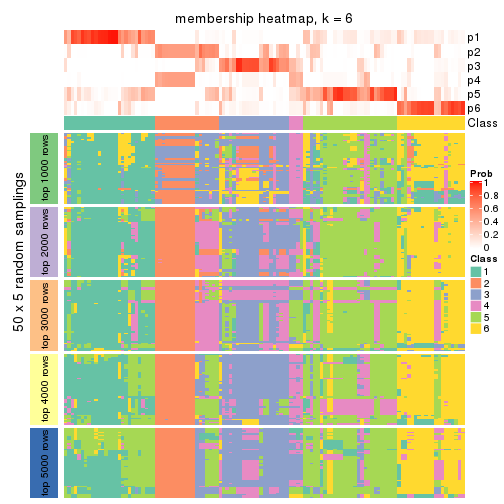 membership heatmap, k = 6
p1
p2
p3
p4
p5
p6
Class
50 x 5 random samplings
top 1000 rows
top 2000 rows
top 3000 rows
top 4000 rows
top 5000 rows
Prob
1
0.8
0.6
0.4
0.2
0
Class
1
2
3
4
5
6